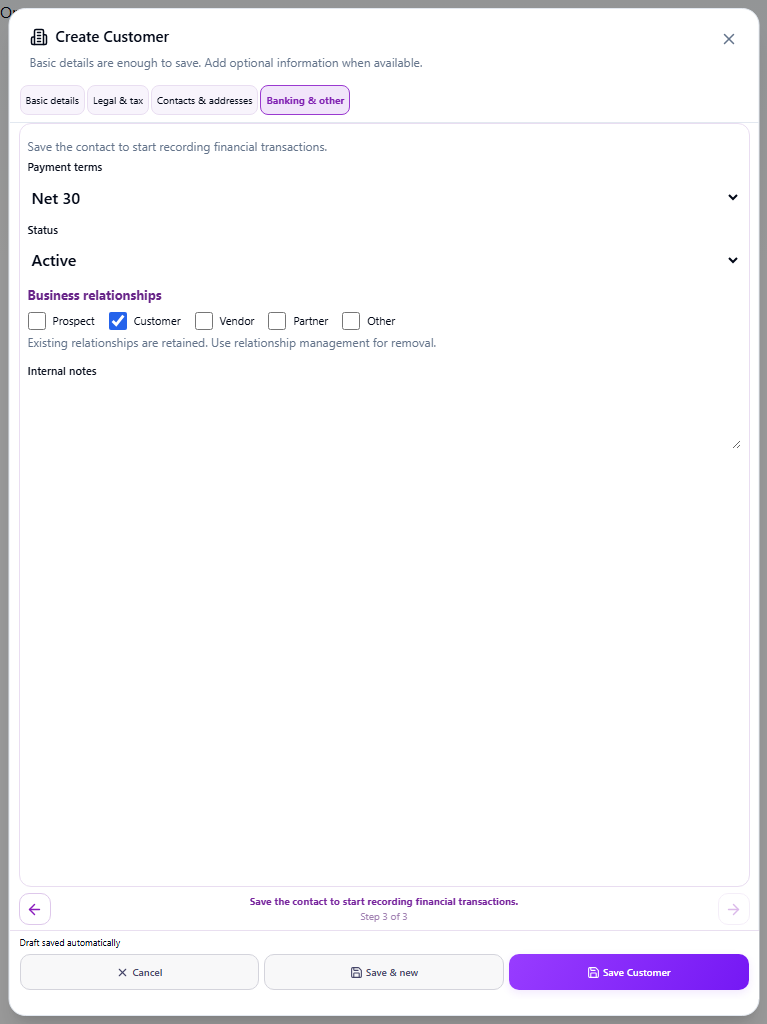 Create Customer
Basic details are enough to save. Add optional information when available.
Basic details
Legal & tax
Contacts & addresses
Banking & other
Save the contact to start recording financial transactions.
Payment terms
Net 30
Status
Active
Business relationships
Prospect
Customer
Vendor
Partner
Other
Existing relationships are retained. Use relationship management for removal.
Internal notes
Save the contact to start recording financial transactions.
Step 3 of 3
Draft saved automatically
Cancel
Save & new
Save Customer